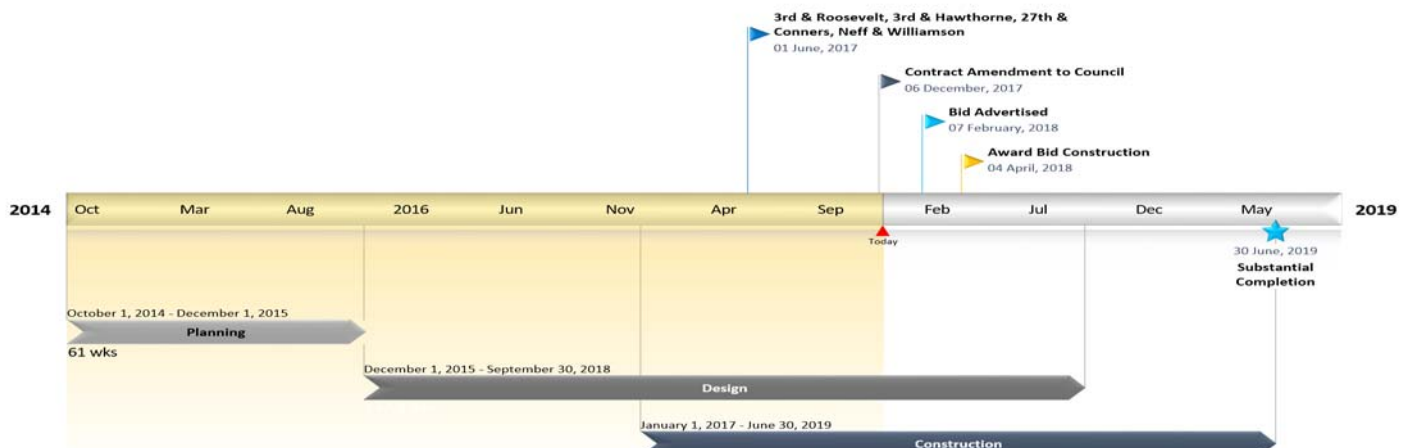 3rd & Roosevelt, 3rd & Hawthorne, 27th &
Conners, Neff & Williamson
01 June, 2017
Contract Amendment to Council
06 December, 2017
Bid Advertised
07 February, 2018
Award Bid Construction
04 April, 2018
2014 Oct Mar Aug 2016 Jun Nov Apr Sep Feb Jul Dec May 2019
Today
30 June, 2019
Substantial
Completion
October 1, 2014 - December 1, 2015
Planning
61 wks
December 1, 2015 - September 30, 2018
Design
January 1, 2017 - June 30, 2019
Construction